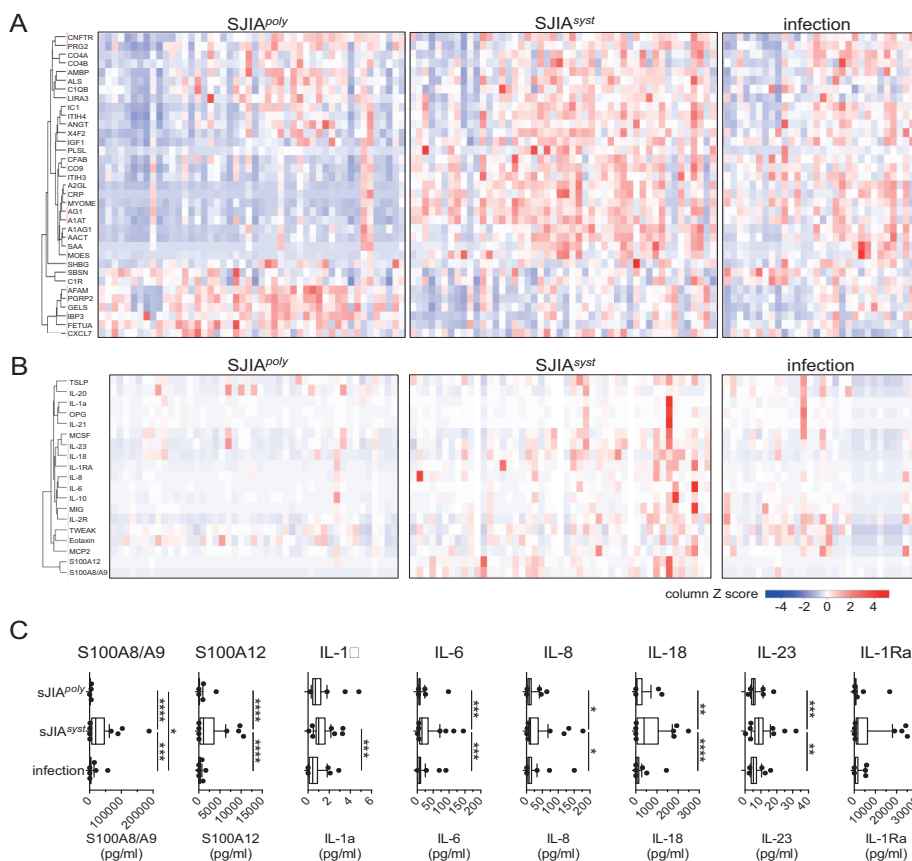 A
SJIApoly
SJIAsyst
infection
CNFTR
PRG2
CO4A
CO4B
AMBP
ALS
C1QB
LIRA3
IC1
ITIH4
ANGT
X4F2
IGF1
PLSL
CFAB
CO9
ITIH3
A2GL
CRP
MYOME
AG1
A1AT
A1AG1
AACT
SAA
MOES
SHBG
SBSN
C1R
AFAM
PGRP2
GELS
IBP3
FETUA
CXCL7
B
SJIApoly
SJIAsyst
infection
TSLP
IL-20
IL-1a
OPG
IL-21
MCSF
IL-23
IL-18
IL-1RA
IL-8
IL-6
IL-10
MIG
IL-2R
TWEAK
Eotaxin
MCP2
S100A12
S100A8/A9
column Z score
-4 -2 0 2 4
C
S100A8/A9 S100A12 IL-1□ IL-6 IL-8 IL-18 IL-23 IL-1Ra
sJIApoly
sJIAsyst
infection
**** * *** **** **** *** *** *** * * ** **** *** **
0 100000 200000
0 5000 10000 15000
0 2 4 6
0 50 100 150 200
0 50 100 150 200
0 1000 2000 3000
0 10 20 30 40
0 1000 2000 3000
S100A8/A9 S100A12 IL-1a IL-6 IL-8 IL-18 IL-23 IL-1Ra
(pg/ml) (pg/ml) (pg/ml) (pg/ml) (pg/ml) (pg/ml) (pg/ml) (pg/ml)